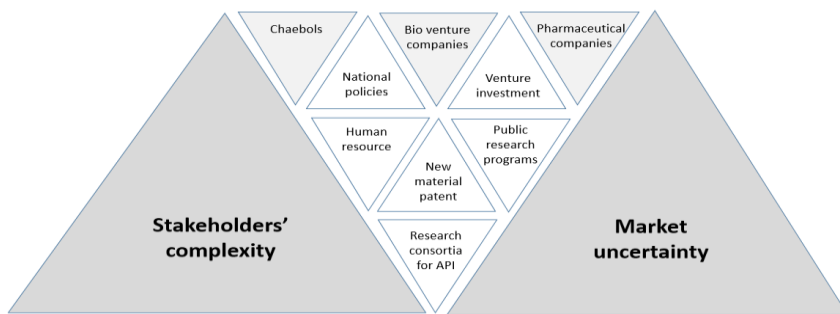 Chaebols
Bio venture
companies
Pharmaceutical
companies
National
policies
Venture
investment
Human
resource
Public
research
programs
New
material
patent
Stakeholders’
complexity
Market
uncertainty
Research
consortia
for API